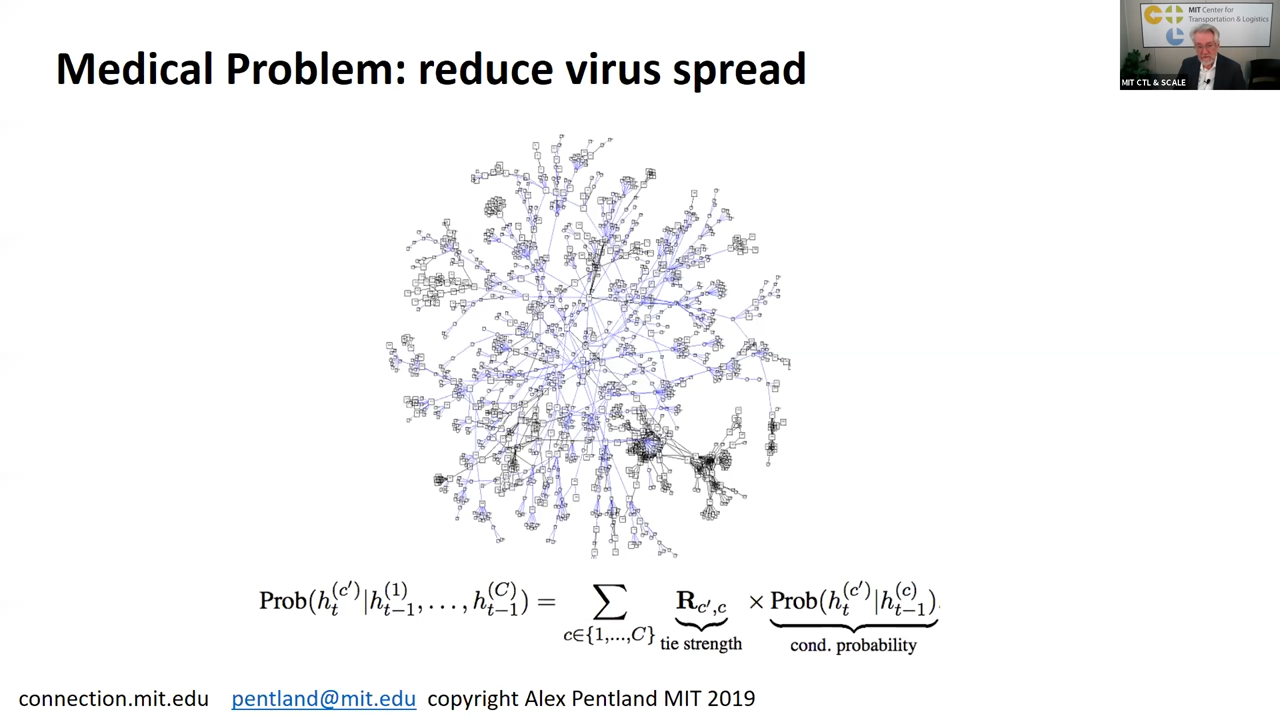 Medical Problem: reduce virus spread
MIT Center for
Transportation & Logistics
MIT CTL & SCALE
Prob(h_t^{(c')}|h_{t-1}^{(1)}, . . . , h_{t-1}^{(C)}) = ∑_{c∈{1,...,C}} R_{c',c} × Prob(h_t^{(c')}|h_{t-1}^{(c)}).
tie strength cond. probability
connection.mit.edu pentland@mit.edu copyright Alex Pentland MIT 2019